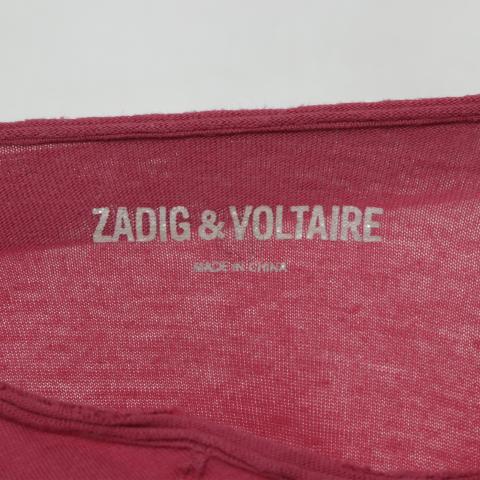 ZADIG & VOLTAIRE
MADE IN CHINA